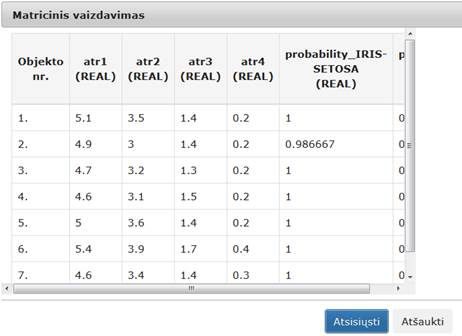 Matricinis vaizdavimas
Objekto nr. atr1 (REAL) atr2 (REAL) atr3 (REAL) atr4 (REAL) probability_IRIS-SETOSA (REAL) p
1. 5.1 3.5 1.4 0.2 1 0
2. 4.9 3 1.4 0.2 0.986667 0
3. 4.7 3.2 1.3 0.2 1 0
4. 4.6 3.1 1.5 0.2 1 0
5. 5 3.6 1.4 0.2 1 0
6. 5.4 3.9 1.7 0.4 1 0
7. 4.6 3.4 1.4 0.3 1 0
Atsisiųsti Atšaukti